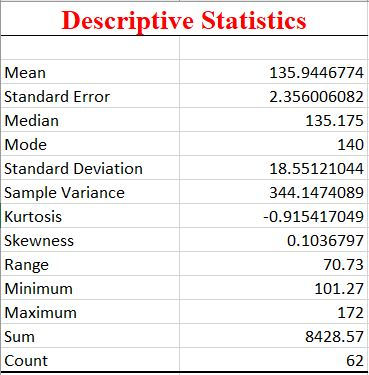 Descriptive Statistics
Mean 135.9446774
Standard Error 2.356006082
Median 135.175
Mode 140
Standard Deviation 18.55121044
Sample Variance 344.1474089
Kurtosis -0.915417049
Skewness 0.1036797
Range 70.73
Minimum 101.27
Maximum 172
Sum 8428.57
Count 62